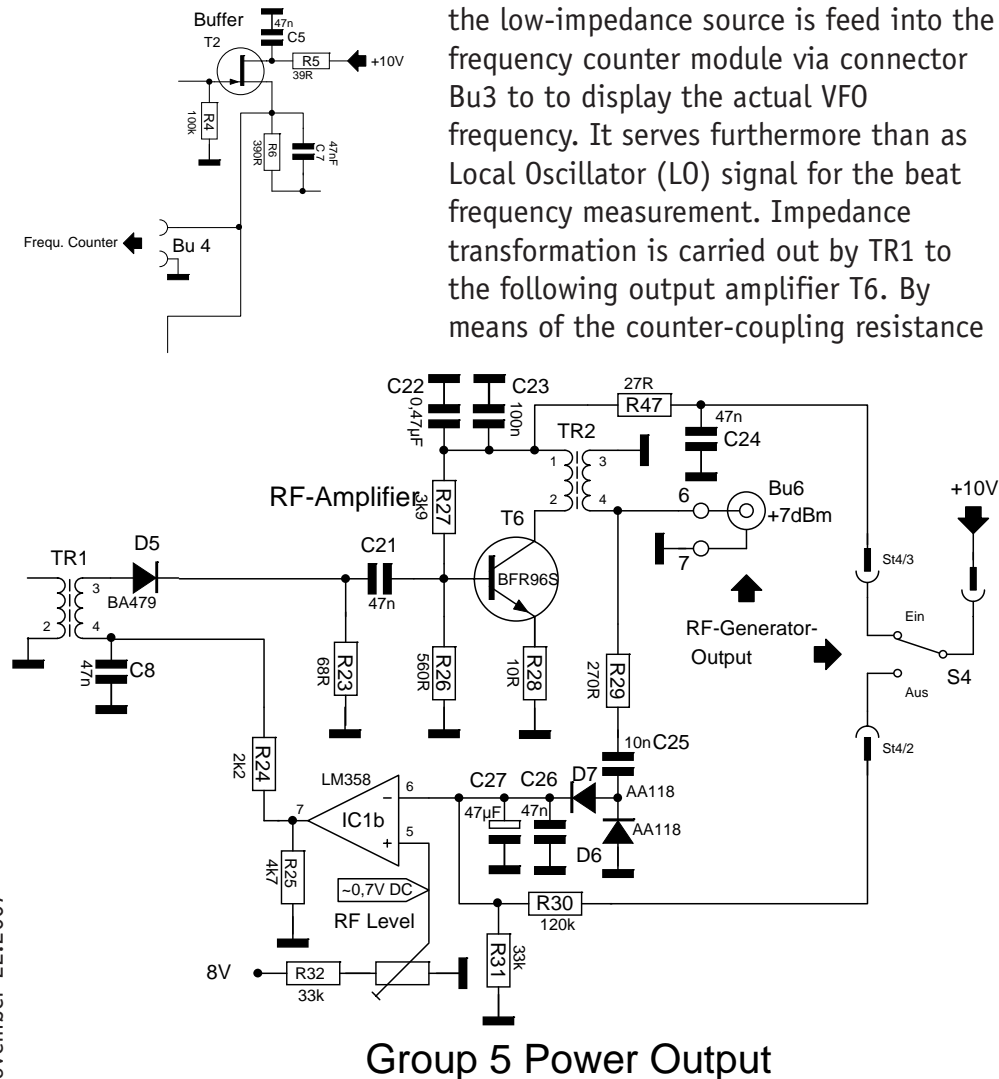 Buffer
47n
C5
T2
R5
39R
+10V
R4
100k
R6
390R
47nF
C 7
Frequ. Counter
Bu 4
the low-impedance source is feed into the
frequency counter module via connector
Bu3 to to display the actual VFO
frequency. It serves furthermore than as
Local Oscillator (LO) signal for the beat
frequency measurement. Impedance
transformation is carried out by TR1 to
the following output amplifier T6. By
means of the counter-coupling resistance
C22
0,47µF
C23
100n
27R
R47
47n
C24
TR2
1
3
2
4
RF-Amplifier
R27
3k9
T6
BFR96S
6
7
Bu6
+7dBm
+10V
St4/3
Ein
S4
Aus
St4/2
RF-Generator-
Output
TR1
3
2
4
D5
BA479
C21
47n
47n
C8
R23
68R
R26
560R
R28
10R
R29
270R
10n
C25
R24
2k2
LM358
7
IC1b
6
5
−
+
C27
47µF
C26
47n
D7
AA118
AA118
D6
R25
4k7
~0,7V DC
RF Level
R30
120k
R31
33k
8V
R32
33k
Group 5 Power Output